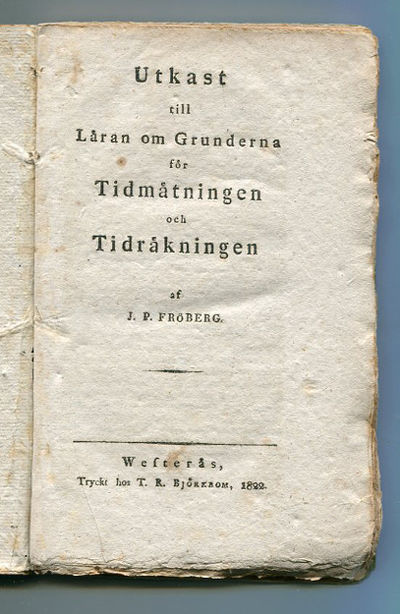 Utkast
till
Låran om Grunderna
för
Tidmåtningen
och
Tidråkningen
af
J. P. FRÖBERG.
Weſterås,
Tryckt hos T. R. BJÖRKBOM, 1822.